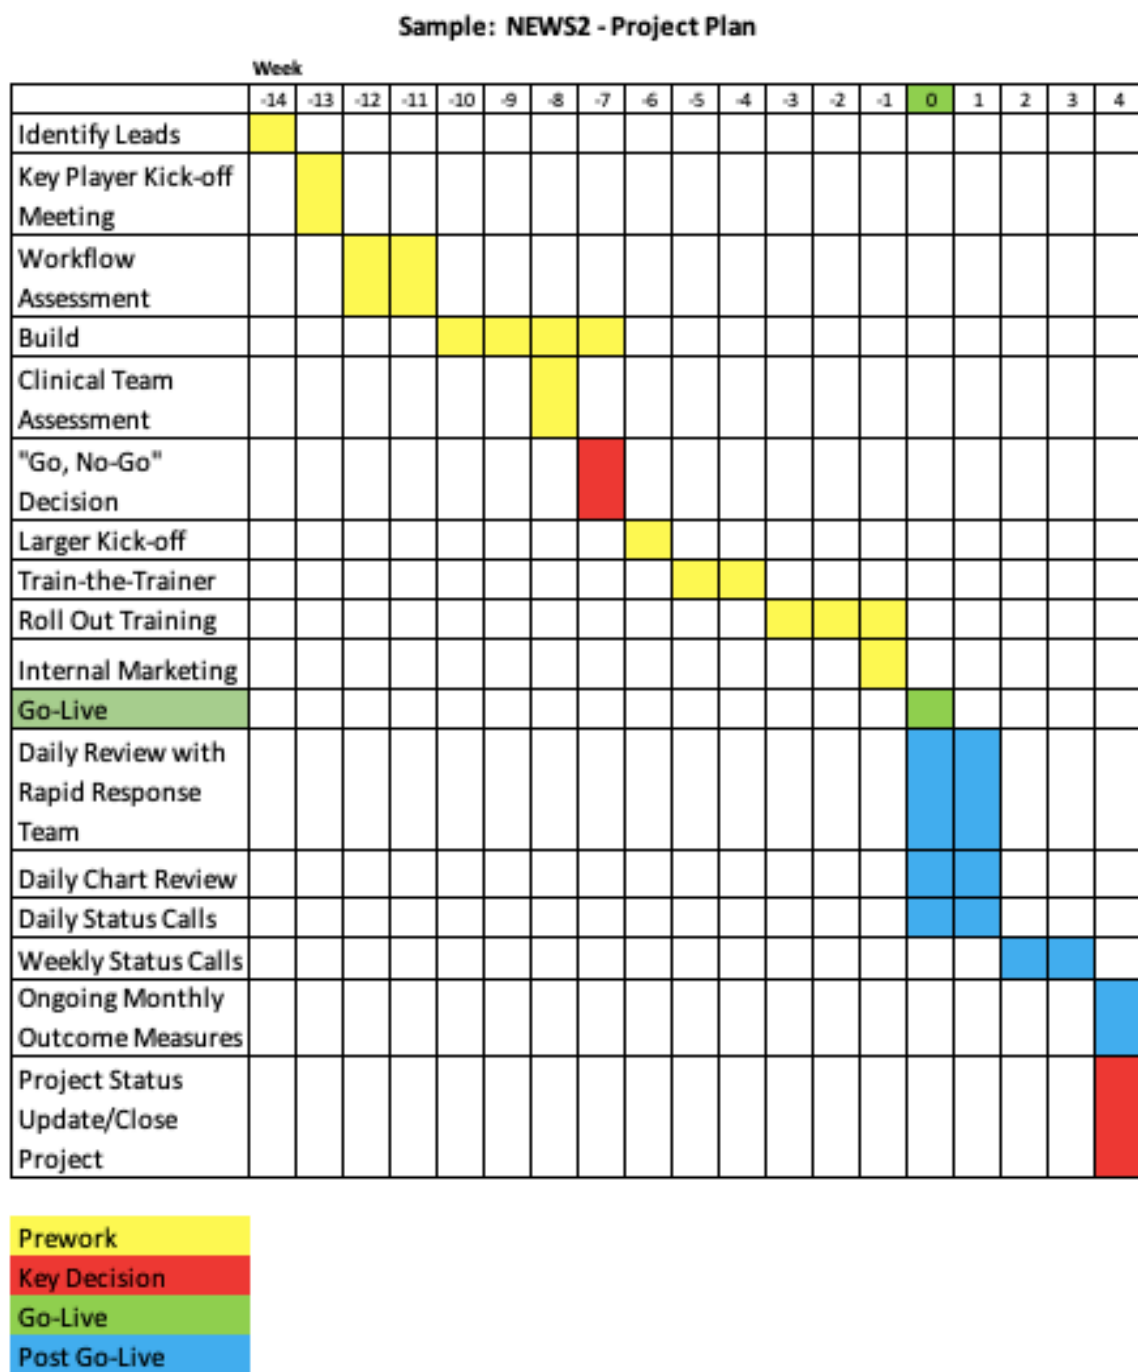 Sample: NEWS2 - Project Plan
Week
-14 -13 -12 -11 -10 -9 -8 -7 -6 -5 -4 -3 -2 -1 0 1 2 3 4
Identify Leads
Key Player Kick-off
Meeting
Workflow
Assessment
Build
Clinical Team
Assessment
"Go, No-Go"
Decision
Larger Kick-off
Train-the-Trainer
Roll Out Training
Internal Marketing
Go-Live
Daily Review with
Rapid Response
Team
Daily Chart Review
Daily Status Calls
Weekly Status Calls
Ongoing Monthly
Outcome Measures
Project Status
Update/Close
Project
Prework
Key Decision
Go-Live
Post Go-Live